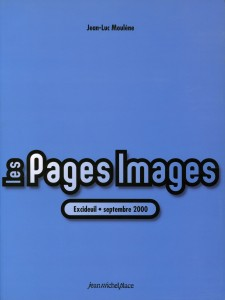 Jean-Luc Moulène
les Pages Images
Excideuil • septembre 2000
jeanmichelplace